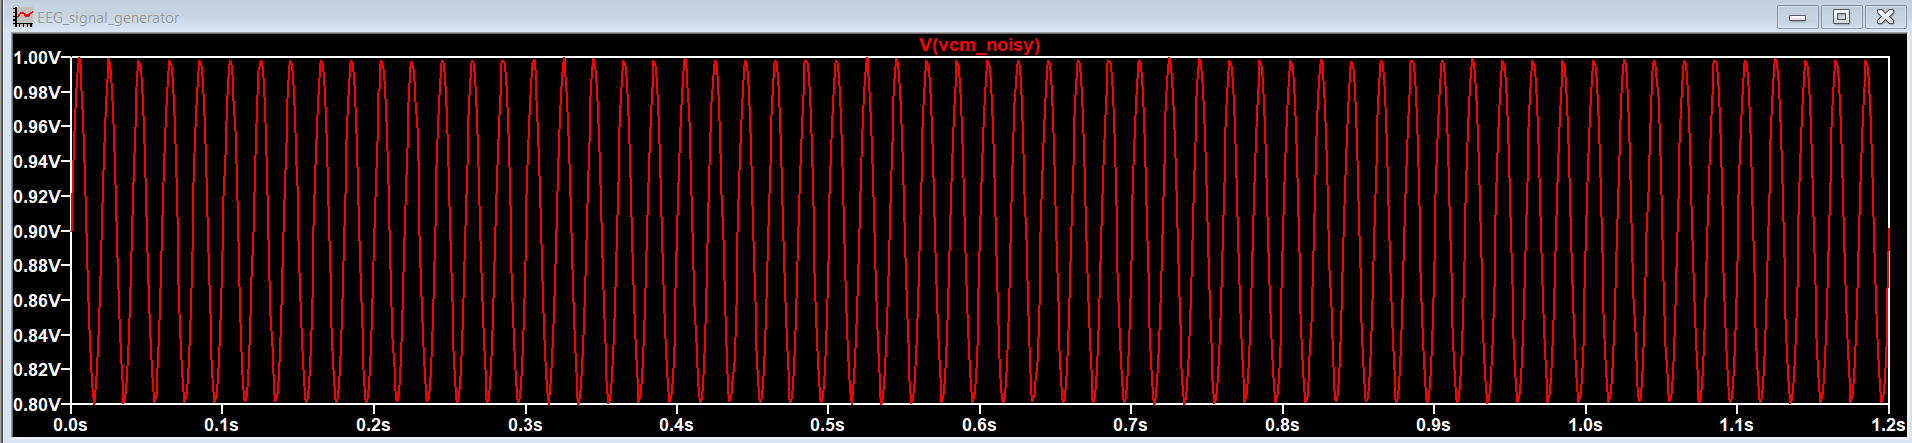 EEG_signal_generator
V(vcm_noisy)
1.00V
0.98V
0.96V
0.94V
0.92V
0.90V
0.88V
0.86V
0.84V
0.82V
0.80V
0.0s 0.1s 0.2s 0.3s 0.4s 0.5s 0.6s 0.7s 0.8s 0.9s 1.0s 1.1s 1.2s